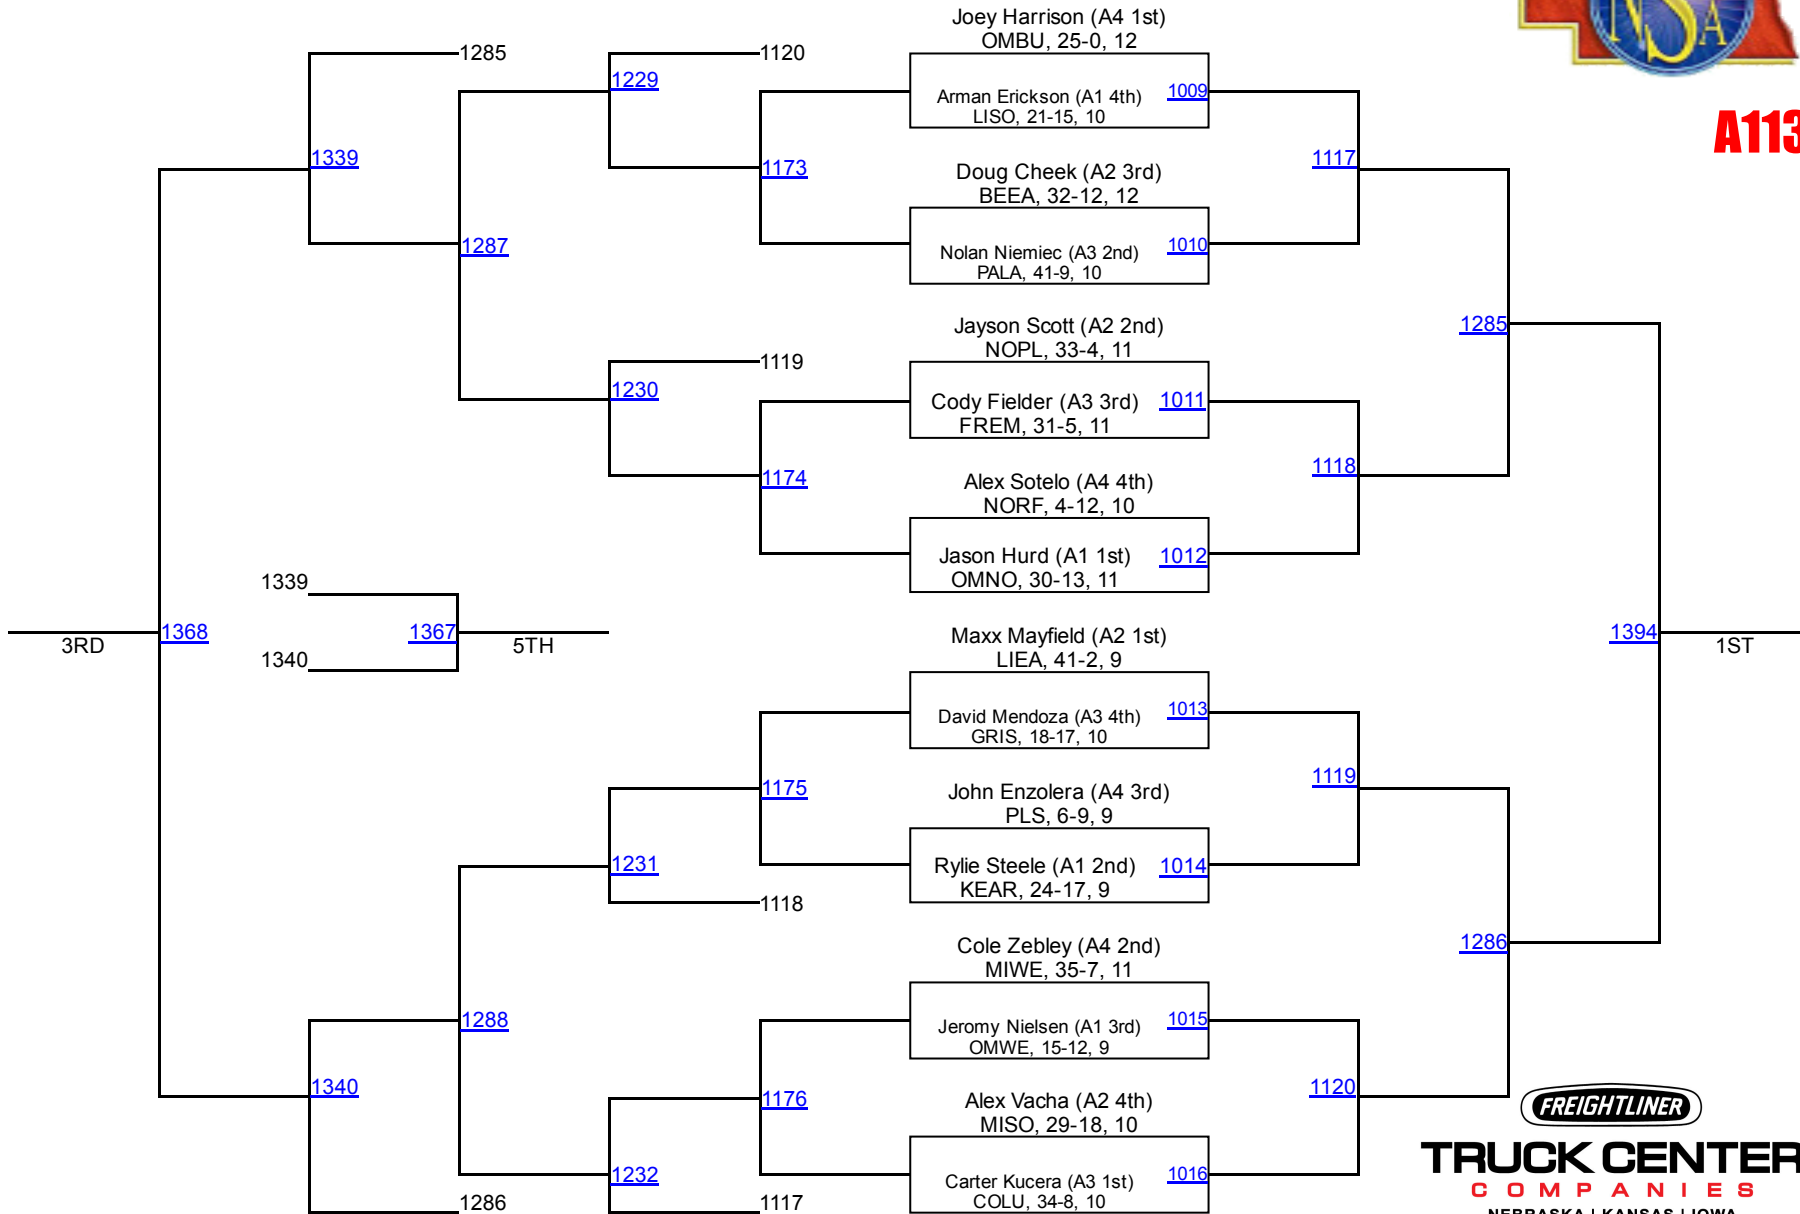 NSA
A113
Joey Harrison (A4 1st)
OMBU, 25-0, 12
1285
1120
1229
Arman Erickson (A1 4th)
1009
LISO, 21-15, 10
1339
1173
Doug Cheek (A2 3rd)
BEEA, 32-12, 12
1117
1287
Nolan Niemiec (A3 2nd)
1010
PALA, 41-9, 10
Jayson Scott (A2 2nd)
NOPL, 33-4, 11
1285
1119
1230
Cody Fielder (A3 3rd)
1011
FREM, 31-5, 11
1174
Alex Sotelo (A4 4th)
NORF, 4-12, 10
1118
Jason Hurd (A1 1st)
1012
OMNO, 30-13, 11
1339
1368
3RD
1367
5TH
1340
Maxx Mayfield (A2 1st)
LIEA, 41-2, 9
1394
1ST
David Mendoza (A3 4th)
1013
GRIS, 18-17, 10
1175
John Enzolera (A4 3rd)
PLS, 6-9, 9
1119
1231
Rylie Steele (A1 2nd)
1014
KEAR, 24-17, 9
1118
Cole Zebley (A4 2nd)
MIWE, 35-7, 11
1286
1288
Jeromy Nielsen (A1 3rd)
1015
OMWE, 15-12, 9
1340
1176
Alex Vacha (A2 4th)
MISO, 29-18, 10
1120
1232
Carter Kucera (A3 1st)
1016
COLU, 34-8, 10
1286
1117
FREIGHTLINER
TRUCK CENTER
COMPANIES
NEBRASKA | KANSAS | IOWA